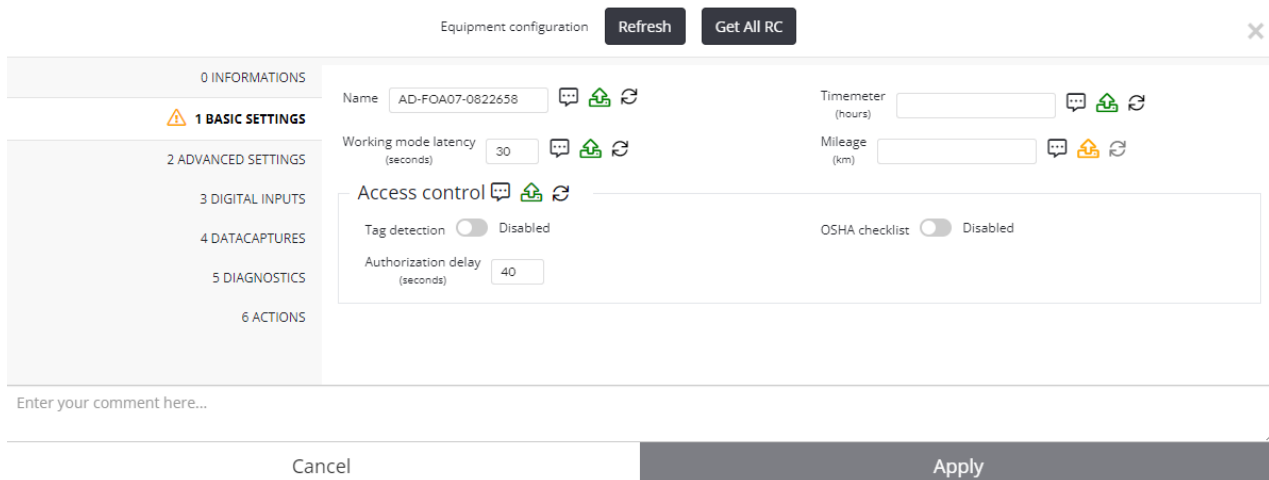 Equipment configuration Refresh Get All RC
0 INFORMATIONS
1 BASIC SETTINGS
2 ADVANCED SETTINGS
3 DIGITAL INPUTS
4 DATACAPTURES
5 DIAGNOSTICS
6 ACTIONS
Name AD-FOA07-0822658
Timemeter
(hours)
Working mode latency
(seconds) 30
Mileage
(km)
Access control
Tag detection Disabled
OSHA checklist Disabled
Authorization delay
(seconds) 40
Enter your comment here...
Cancel Apply